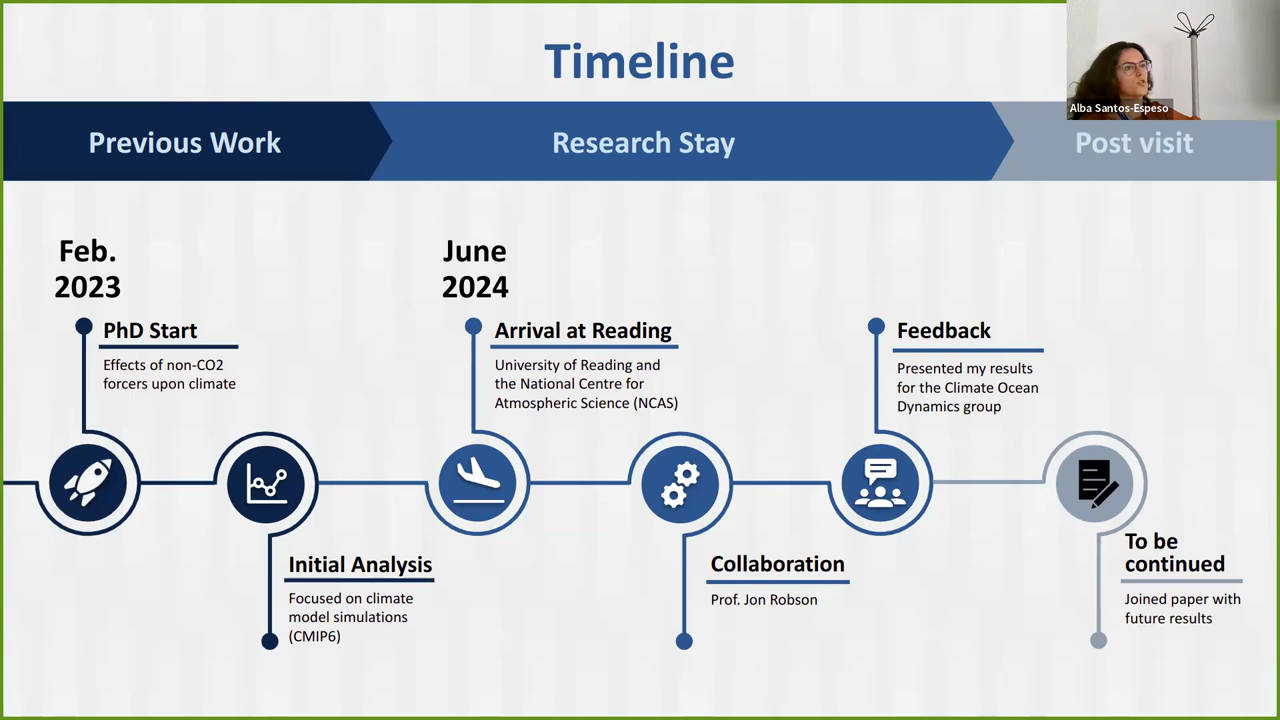 Timeline
Alba Santos-Espeso
Previous Work
Research Stay
Post visit
Feb.
2023
PhD Start
Effects of non-CO2
forcers upon climate
Initial Analysis
Focused on climate
model simulations
(CMIP6)
June
2024
Arrival at Reading
University of Reading and
the National Centre for
Atmospheric Science (NCAS)
Collaboration
Prof. Jon Robson
Feedback
Presented my results
for the Climate Ocean
Dynamics group
To be
continued
Joined paper with
future results